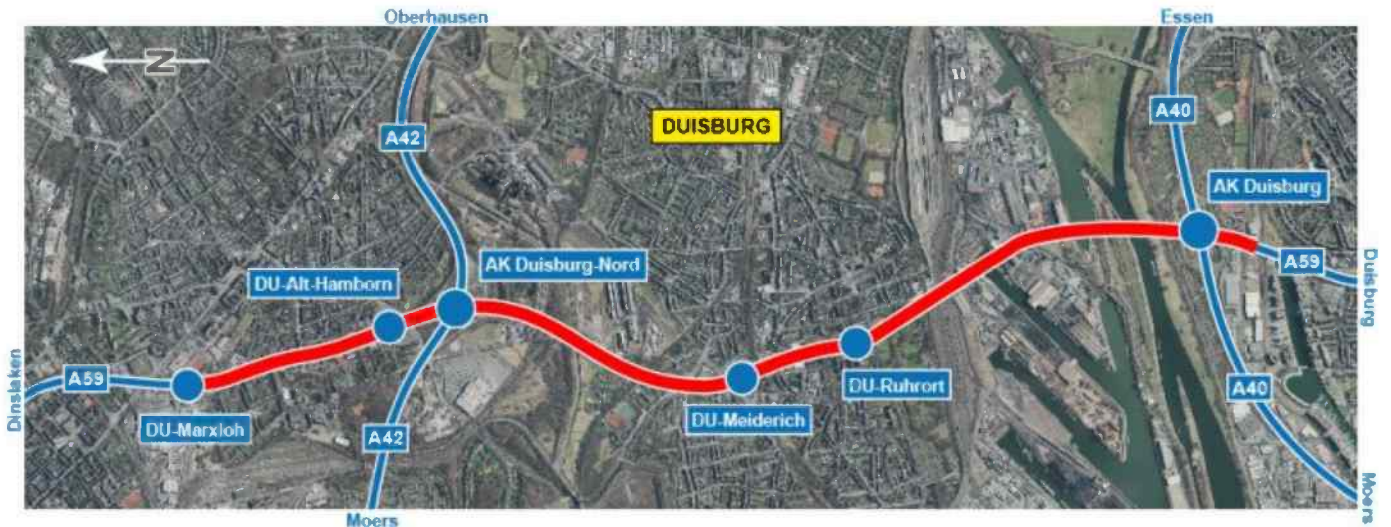 Oberhausen
Essen
N
DUISBURG
A42
A40
AK Duisburg
AK Duisburg-Nord
DU-Alt-Hamborn
A59
Duisburg
Dinslaken
A59
DU-Marxloh
A42
DU-Meiderich
DU-Ruhrort
A40
Moers
Moers